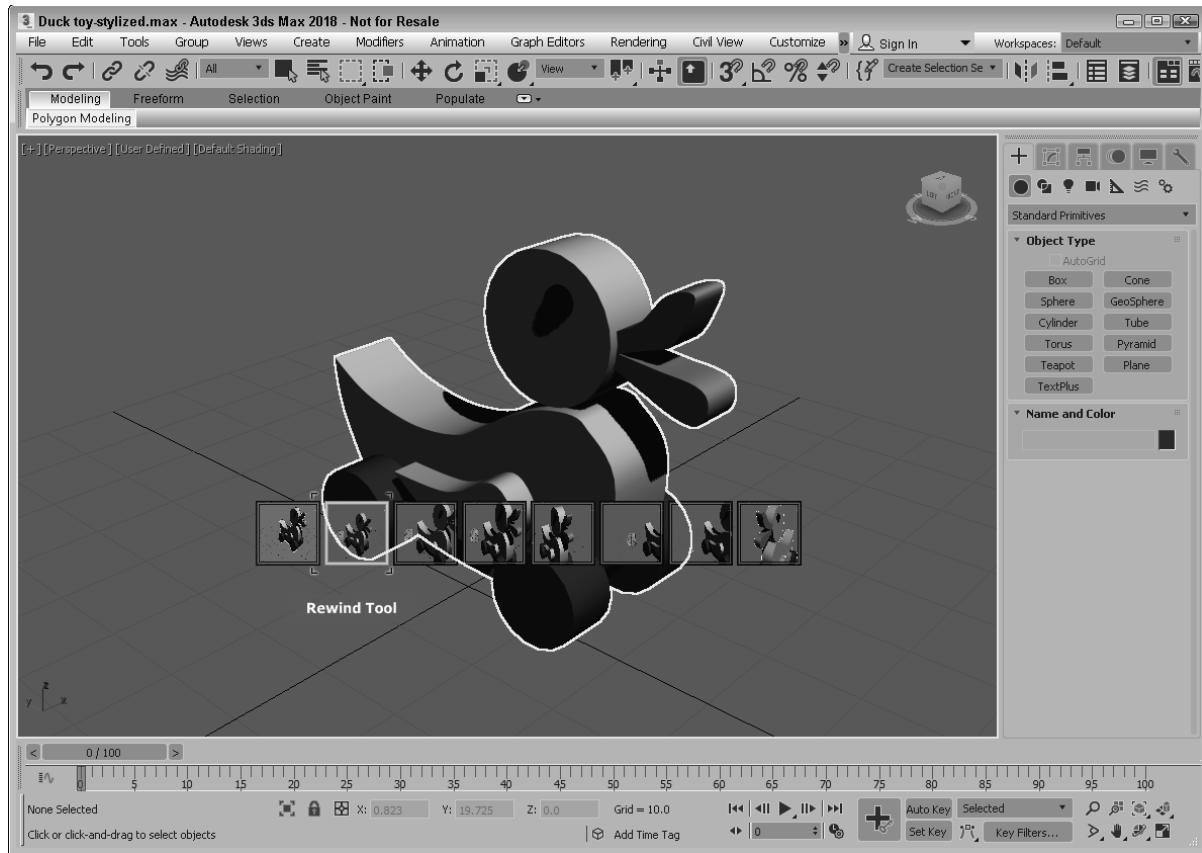 Duck toy-stylized.max - Autodesk 3ds Max 2018 - Not for Resale
File Edit Tools Group Views Create Modifiers Animation Graph Editors Rendering Civil View Customize » Sign In Workspaces: Default
All View Create Selection Se
Modeling Freeform Selection Object Paint Populate
Polygon Modeling
[+] [Perspective] [User Defined] [Default Shading]
Standard Primitives
Object Type
AutoGrid
Box Cone
Sphere GeoSphere
Cylinder Tube
Torus Pyramid
Teapot Plane
TextPlus
Name and Color
Rewind Tool
z
y x
< 0 / 100 >
0 5 10 15 20 25 30 35 40 45 50 55 60 65 70 75 80 85 90 95 100
None Selected X: 0.823 Y: 19.725 Z: 0.0 Grid = 10.0 Auto Key Selected
Click or click-and-drag to select objects Add Time Tag 0 Set Key Key Filters...